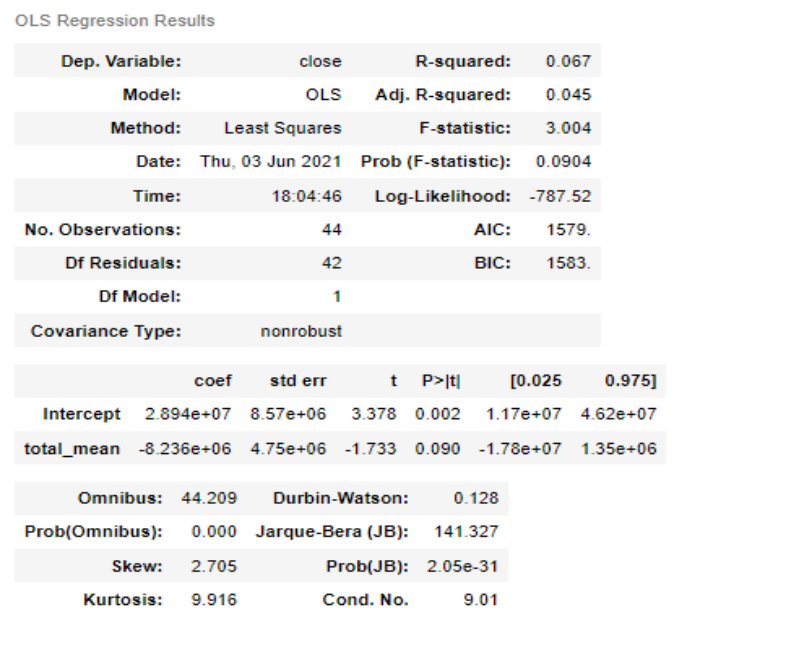 OLS Regression Results
Dep. Variable: close R-squared: 0.067
Model: OLS Adj. R-squared: 0.045
Method: Least Squares F-statistic: 3.004
Date: Thu, 03 Jun 2021 Prob (F-statistic): 0.0904
Time: 18:04:46 Log-Likelihood: -787.52
No. Observations: 44 AIC: 1579.
Df Residuals: 42 BIC: 1583.
Df Model: 1
Covariance Type: nonrobust
coef std err t P>|t| [0.025 0.975]
Intercept 2.894e+07 8.57e+06 3.378 0.002 1.17e+07 4.62e+07
total_mean -8.236e+06 4.75e+06 -1.733 0.090 -1.78e+07 1.35e+06
Omnibus: 44.209 Durbin-Watson: 0.128
Prob(Omnibus): 0.000 Jarque-Bera (JB): 141.327
Skew: 2.705 Prob(JB): 2.05e-31
Kurtosis: 9.916 Cond. No. 9.01